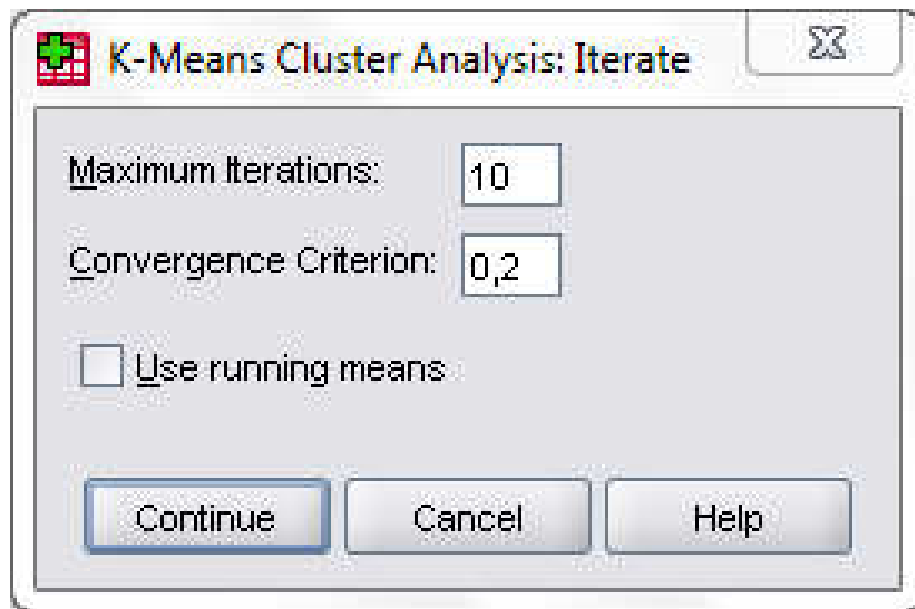 K-Means Cluster Analysis: Iterate
Maximum Iterations: 10
Convergence Criterion: 0,2
Use running means
Continue Cancel Help